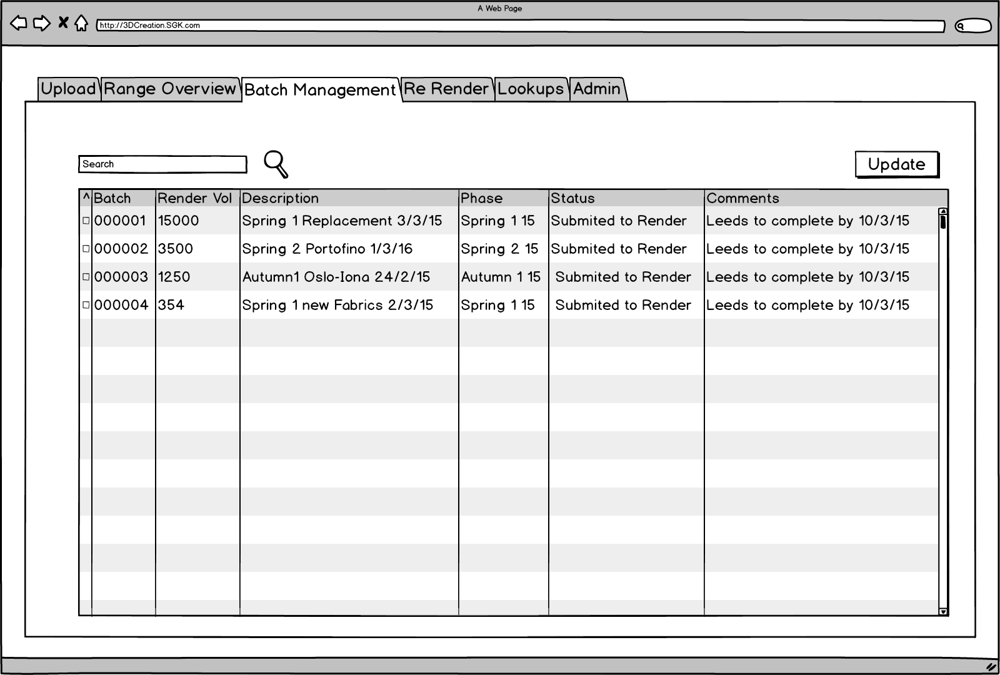 A Web Page
http://3DCreation.SGK.com
Upload Range Overview Batch Management Re Render Lookups Admin
Search Update
^ Batch Render Vol Description Phase Status Comments
000001 15000 Spring 1 Replacement 3/3/15 Spring 1 15 Submited to Render Leeds to complete by 10/3/15
000002 3500 Spring 2 Portofino 1/3/16 Spring 2 15 Submited to Render Leeds to complete by 10/3/15
000003 1250 Autumn1 Oslo-Iona 24/2/15 Autumn 1 15 Submited to Render Leeds to complete by 10/3/15
000004 354 Spring 1 new Fabrics 2/3/15 Spring 1 15 Submited to Render Leeds to complete by 10/3/15